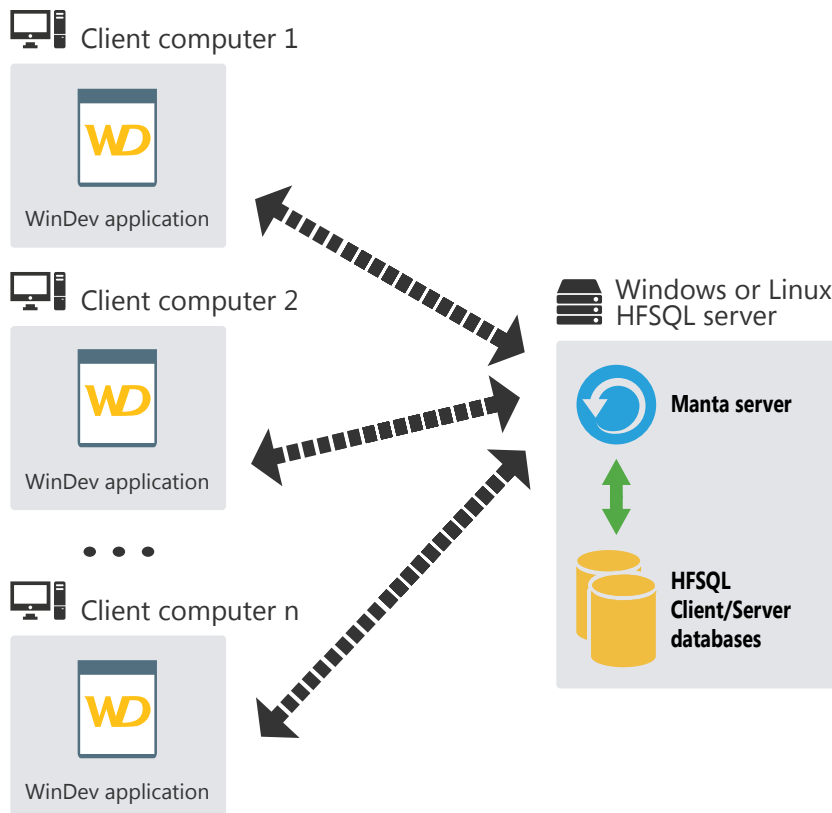 Client computer 1
WD
WinDev application
Client computer 2
WD
WinDev application
Client computer n
WD
WinDev application
Windows or Linux
HFSQL server
Manta server
HFSQL
Client/Server
databases